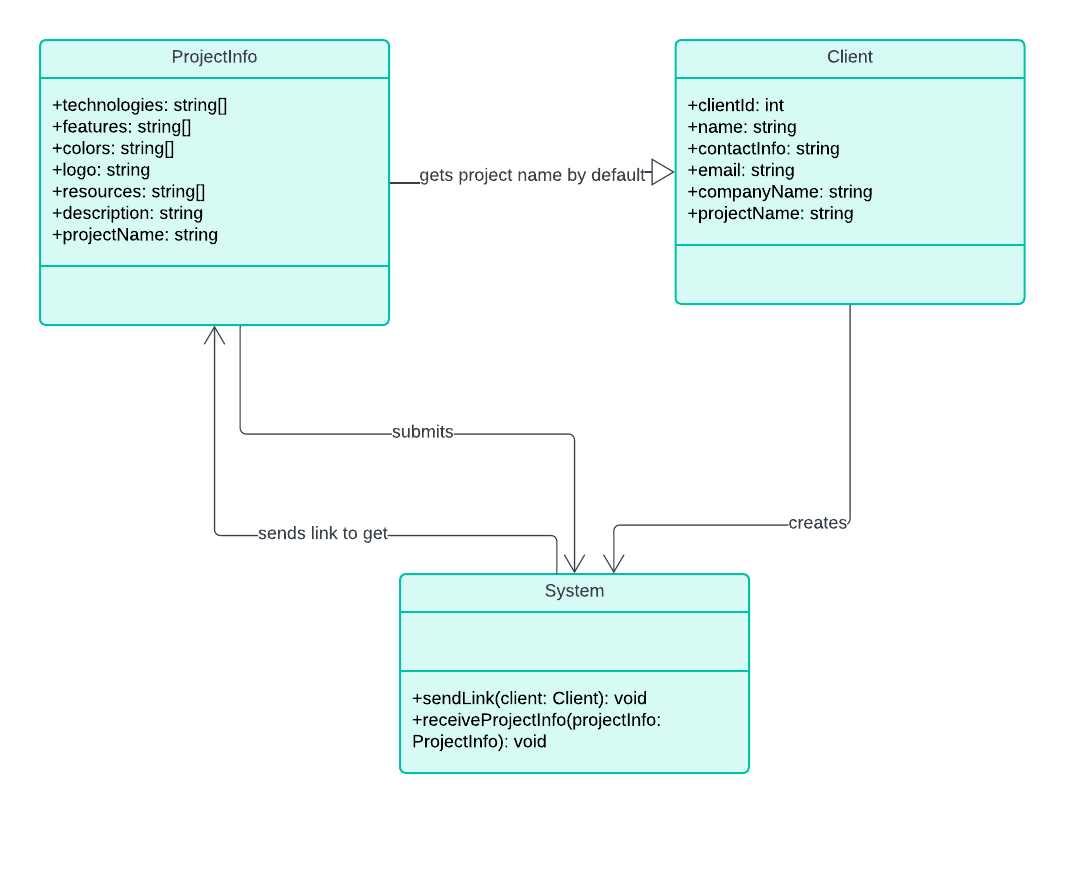 ProjectInfo
+technologies: string[]
+features: string[]
+colors: string[]
+logo: string
+resources: string[]
+description: string
+projectName: string
gets project name by default
Client
+clientId: int
+name: string
+contactInfo: string
+email: string
+companyName: string
+projectName: string
submits
sends link to get
creates
System
+sendLink(client: Client): void
+receiveProjectInfo(projectInfo:
ProjectInfo): void